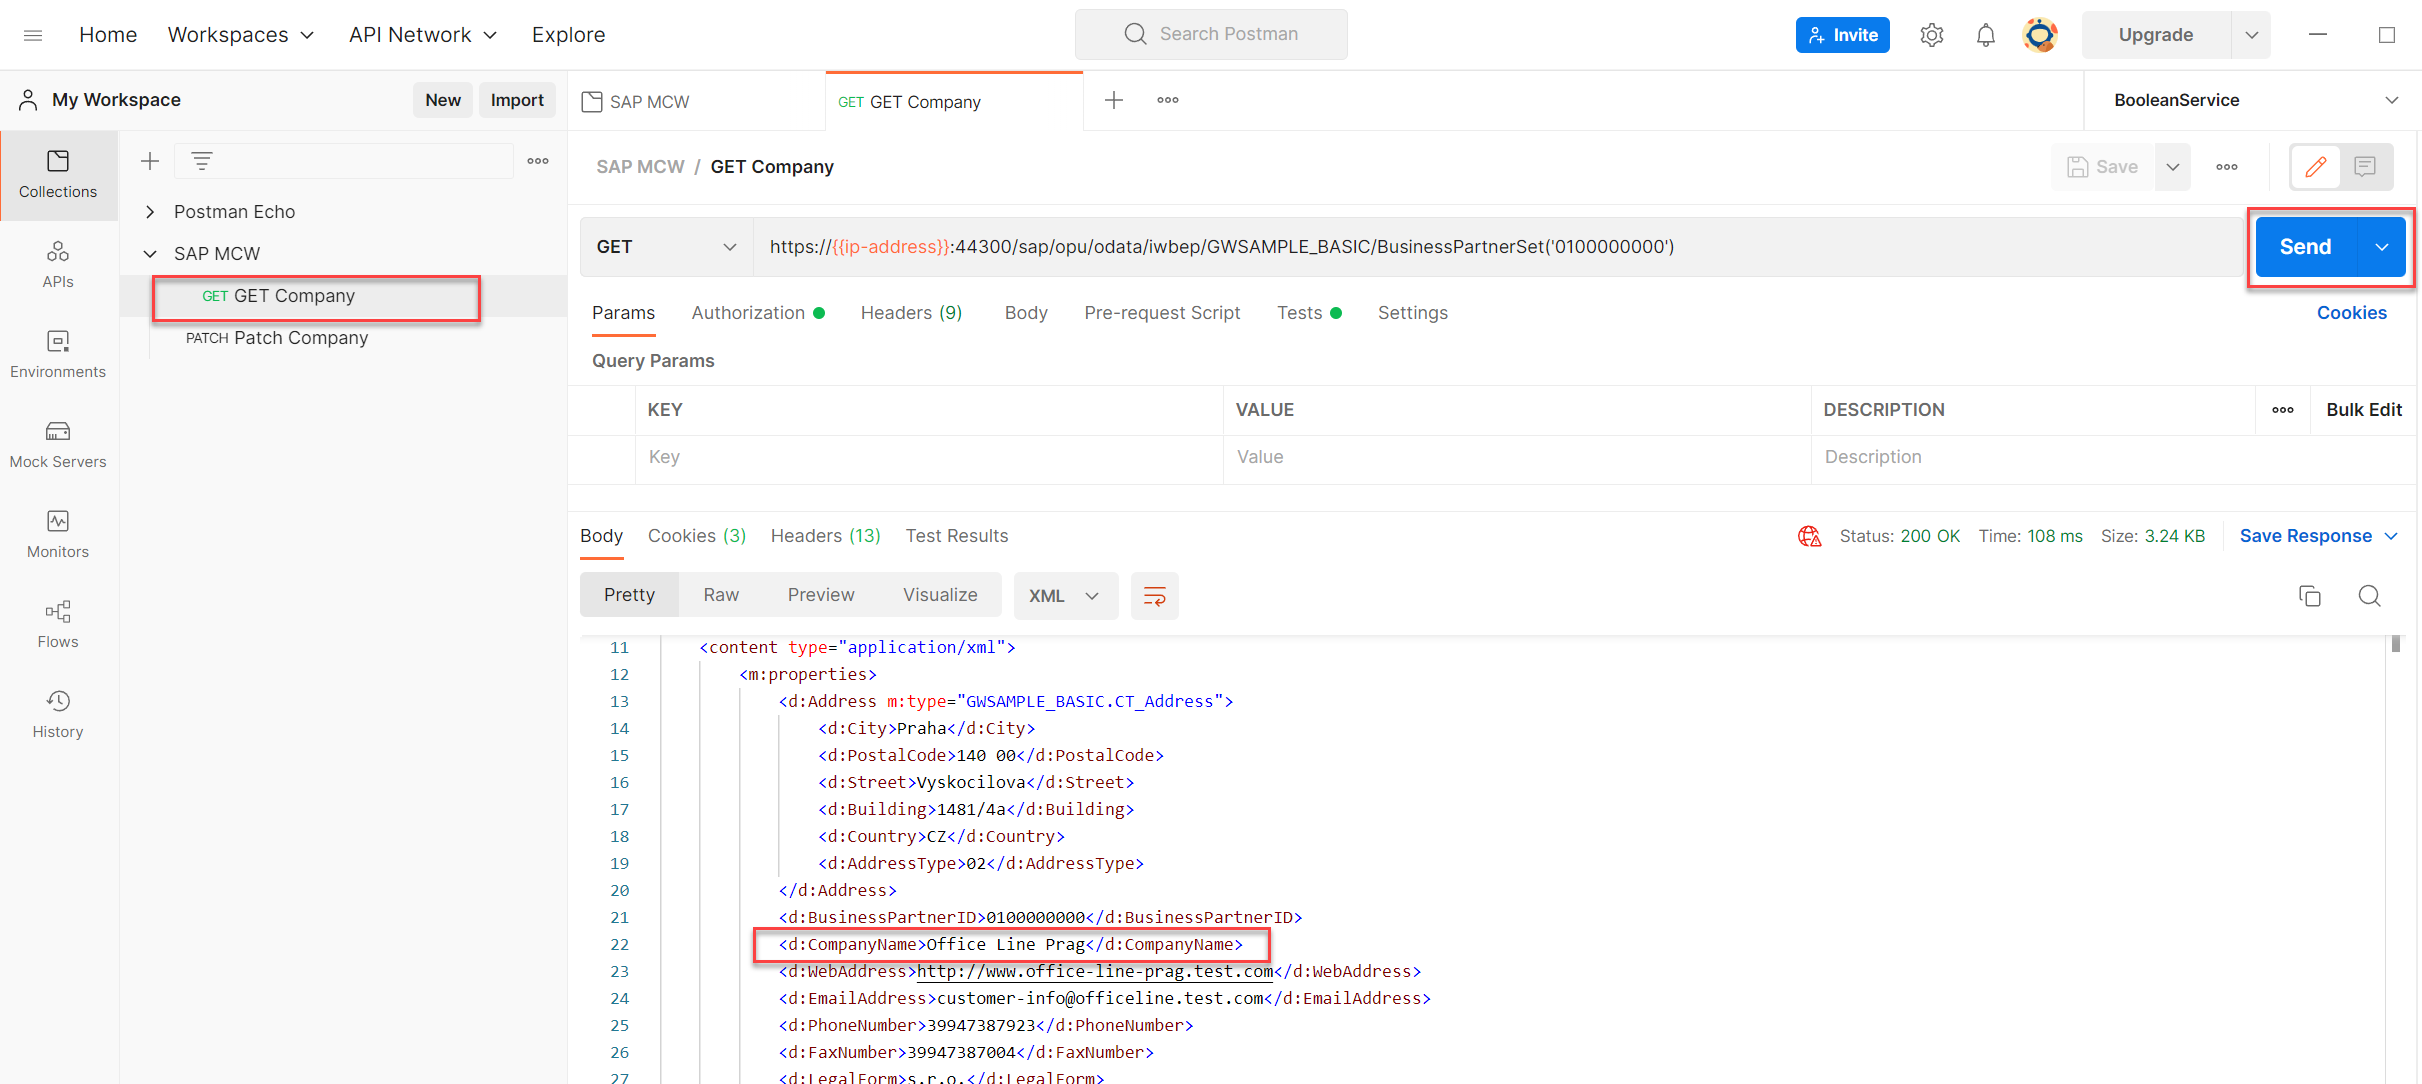 Home Workspaces API Network Explore Search Postman Invite Upgrade
My Workspace New Import SAP MCW GET GET Company BooleanService
Collections
APIs
Environments
Mock Servers
Monitors
Flows
History
Postman Echo
SAP MCW
GET GET Company
PATCH Patch Company
SAP MCW / GET Company Save
GET https://{{ip-address}}:44300/sap/opu/odata/iwbep/GWSAMPLE_BASIC/BusinessPartnerSet('0100000000') Send
Params Authorization Headers (9) Body Pre-request Script Tests Settings Cookies
Query Params
KEY VALUE DESCRIPTION Bulk Edit
Key Value Description
Body Cookies (3) Headers (13) Test Results Status: 200 OK Time: 108 ms Size: 3.24 KB Save Response
Pretty Raw Preview Visualize XML
11 <content type="application/xml">
12 <m:properties>
13 <d:Address m:type="GWSAMPLE_BASIC.CT_Address">
14 <d:City>Praha</d:City>
15 <d:PostalCode>140 00</d:PostalCode>
16 <d:Street>Vyskocilova</d:Street>
17 <d:Building>1481/4a</d:Building>
18 <d:Country>CZ</d:Country>
19 <d:AddressType>02</d:AddressType>
20 </d:Address>
21 <d:BusinessPartnerID>0100000000</d:BusinessPartnerID>
22 <d:CompanyName>Office Line Prag</d:CompanyName>
23 <d:WebAddress>http://www.office-line-prag.test.com</d:WebAddress>
24 <d:EmailAddress>customer-info@officeline.test.com</d:EmailAddress>
25 <d:PhoneNumber>39947387923</d:PhoneNumber>
26 <d:FaxNumber>39947387004</d:FaxNumber>
27 <d:LegalForm>s.r.o.</d:LegalForm>